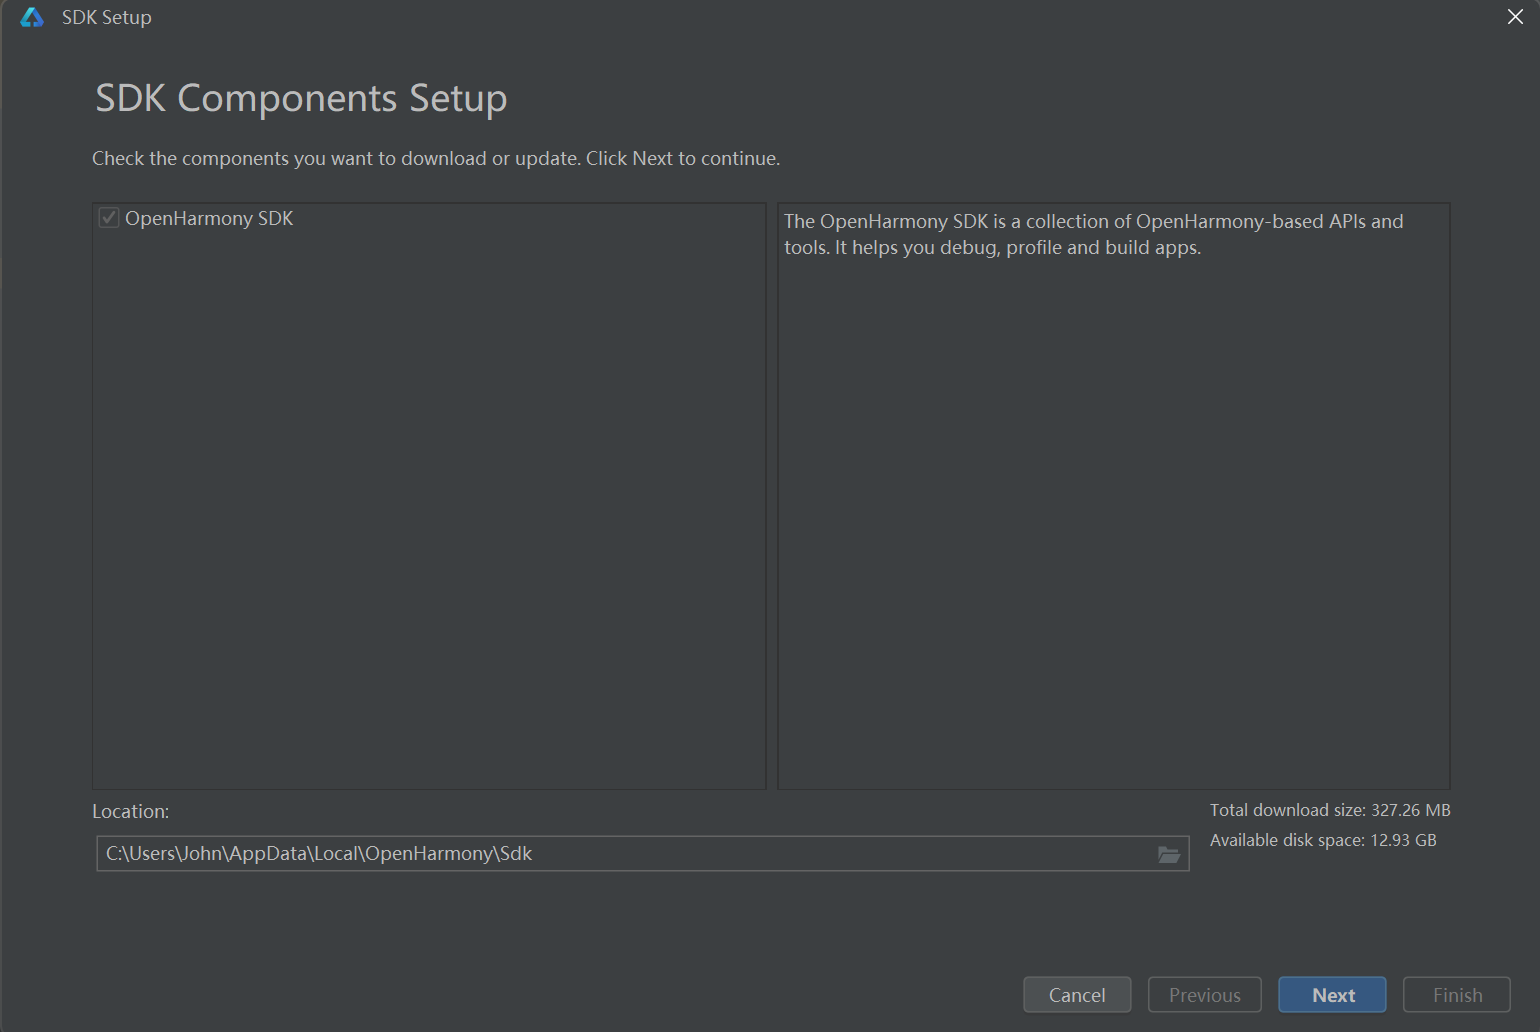 SDK Setup
SDK Components Setup
Check the components you want to download or update. Click Next to continue.
OpenHarmony SDK
The OpenHarmony SDK is a collection of OpenHarmony-based APIs and
tools. It helps you debug, profile and build apps.
Location:
C:\Users\John\AppData\Local\OpenHarmony\Sdk
Total download size: 327.26 MB
Available disk space: 12.93 GB
Cancel
Previous
Next
Finish